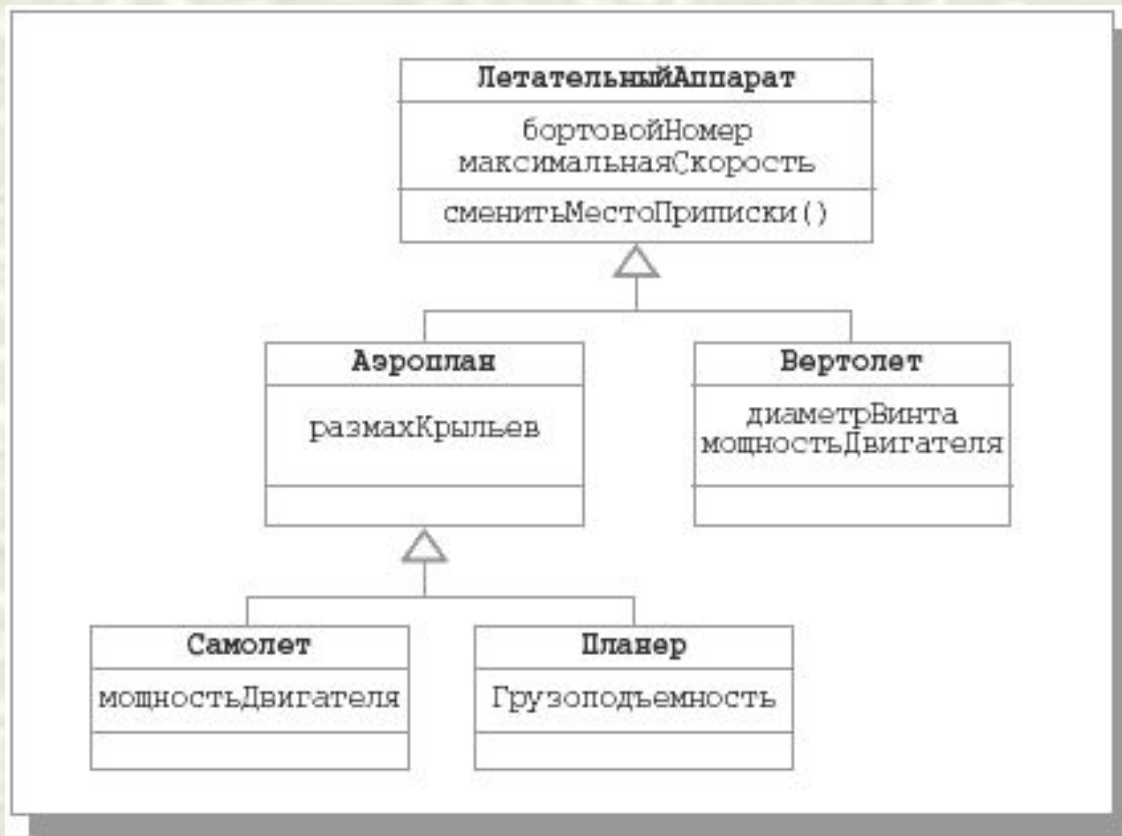 ЛетательныйАппарат
бортовойНомер
максимальнаяСкорость
сменитьМестоПриписки()
Аэроплан
размахКрыльев
Вертолет
диаметрВинта
мощностьДвигателя
Самолет
мощностьДвигателя
Планер
Грузоподъемность